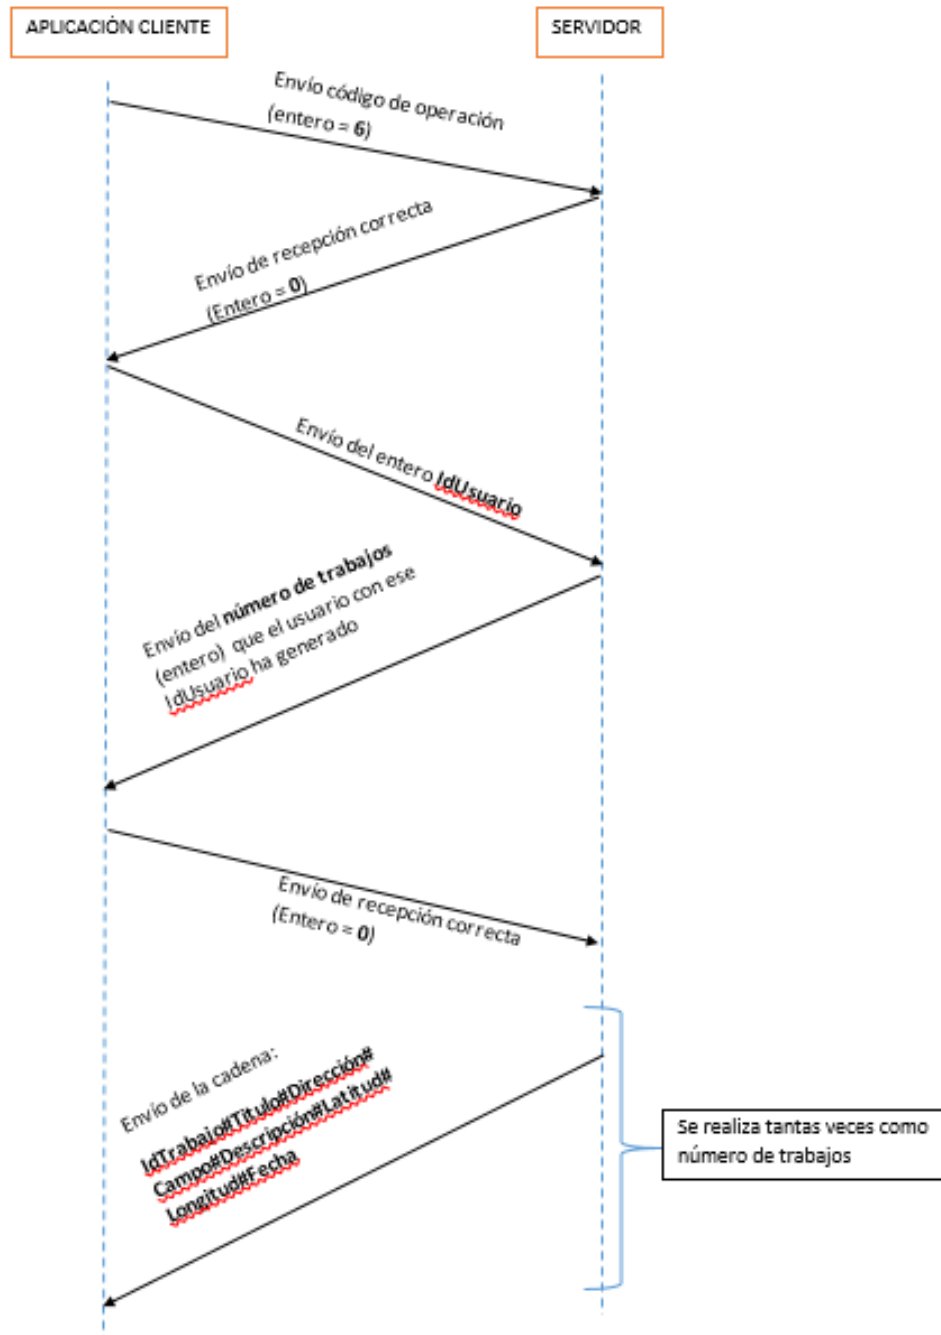 APLICACIÓN CLIENTE
SERVIDOR
Envío código de operación
(entero = 6)
Envío de recepción correcta
(Entero = 0)
Envío del entero IdUsuario
Envío del número de trabajos
(entero) que el usuario con ese
IdUsuario ha generado
Envío de recepción correcta
(Entero = 0)
Envío de la cadena:
IdTrabajo#Titulo#Dirección#
Campo#Descripción#Latitud#
Longitud#Fecha
Se realiza tantas veces como
número de trabajos